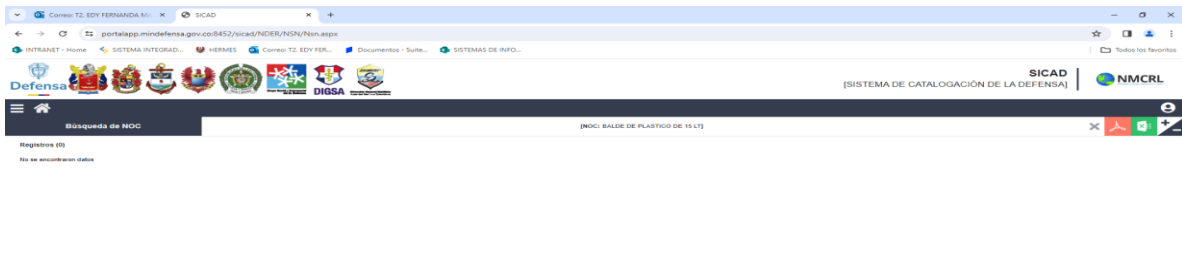 Correo: T2. EDY FERNANDA MA
SICAD
portalapp.mindefensa.gov.co:8452/sicad/NDER/NSN/Nsn.aspx
INTRANET - Home
SISTEMA INTEGRAD...
HERMES
Correo: T2. EDY FER...
Documentos - Suite...
SISTEMAS DE INFO...
Todos los favoritos
Defensa
DIGSA
SICAD
[SISTEMA DE CATALOGACIÓN DE LA DEFENSA]
NMCRL
Búsqueda de NOC
[NOC: BALDE DE PLASTICO DE 15 LT]
Registros (0)
No se encontraron datos